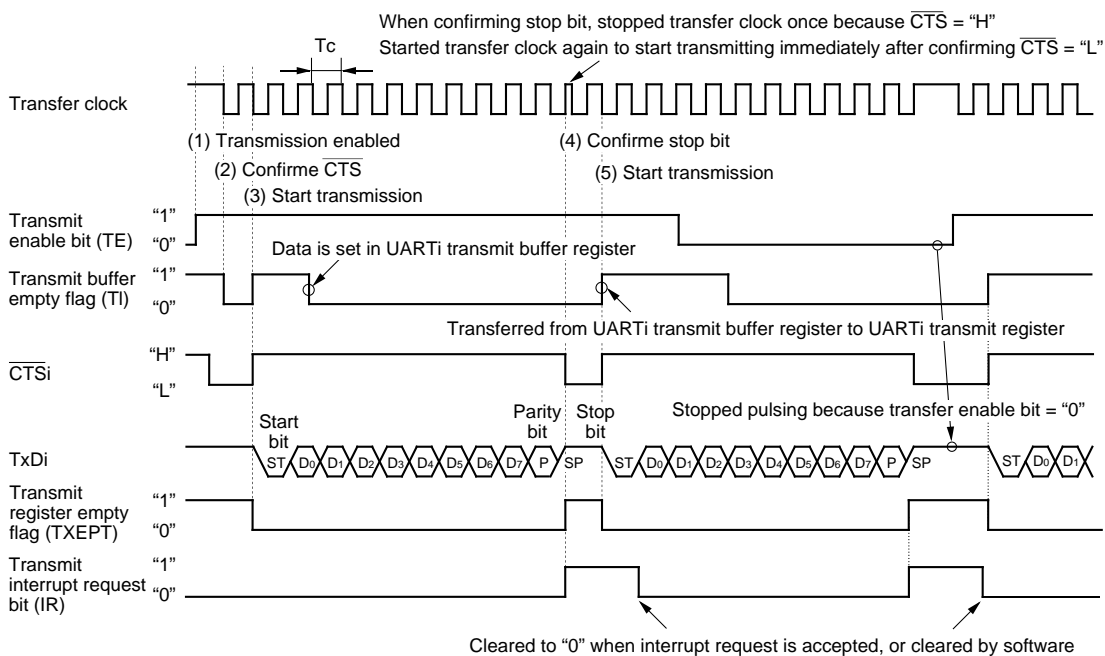 When confirming stop bit, stopped transfer clock once because CTS = “H”
Started transfer clock again to start transmitting immediately after confirming CTS = “L”
Tc
Transfer clock
(1) Transmission enabled
(2) Confirme CTS
(3) Start transmission
(4) Confirme stop bit
(5) Start transmission
Transmit
enable bit (TE)
“1”
“0”
Data is set in UARTi transmit buffer register
Transmit buffer
empty flag (TI)
“1”
“0”
Transferred from UARTi transmit buffer register to UARTi transmit register
CTSi
“H”
“L”
Stopped pulsing because transfer enable bit = “0”
Start
bit
Parity
bit
Stop
bit
TxDi
ST D0 D1 D2 D3 D4 D5 D6 D7 P SP ST D0 D1 D2 D3 D4 D5 D6 D7 P SP ST D0 D1
Transmit
register empty
flag (TXEPT)
“1”
“0”
Transmit
interrupt request
bit (IR)
“1”
“0”
Cleared to “0” when interrupt request is accepted, or cleared by software